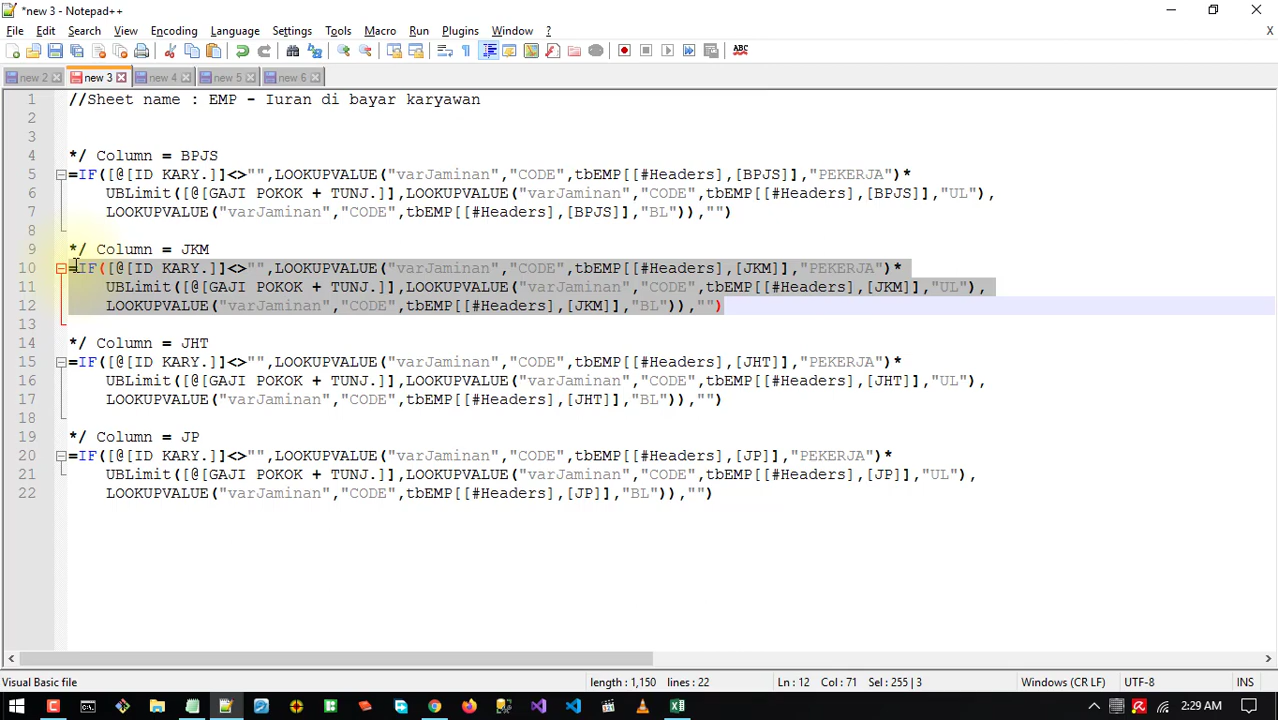 *new 3 - Notepad++
File Edit Search View Encoding Language Settings Tools Macro Run Plugins Window ? X
new 2 new 3 new 4 new 5 new 6
1 //Sheet name : EMP - Iuran di bayar karyawan
2
3
4 */ Column = BPJS
5 =IF([@[ID KARY.]]<>"",LOOKUPVALUE("varJaminan","CODE",tbEMP[[#Headers],[BPJS]],"PEKERJA")*
6 UBLimit([@[GAJI POKOK + TUNJ.]],LOOKUPVALUE("varJaminan","CODE",tbEMP[[#Headers],[BPJS]],"UL"),
7 LOOKUPVALUE("varJaminan","CODE",tbEMP[[#Headers],[BPJS]],"BL")),"")
8
9 */ Column = JKM
10 =IF([@[ID KARY.]]<>"",LOOKUPVALUE("varJaminan","CODE",tbEMP[[#Headers],[JKM]],"PEKERJA")*
11 UBLimit([@[GAJI POKOK + TUNJ.]],LOOKUPVALUE("varJaminan","CODE",tbEMP[[#Headers],[JKM]],"UL"),
12 LOOKUPVALUE("varJaminan","CODE",tbEMP[[#Headers],[JKM]],"BL")),"")
13
14 */ Column = JHT
15 =IF([@[ID KARY.]]<>"",LOOKUPVALUE("varJaminan","CODE",tbEMP[[#Headers],[JHT]],"PEKERJA")*
16 UBLimit([@[GAJI POKOK + TUNJ.]],LOOKUPVALUE("varJaminan","CODE",tbEMP[[#Headers],[JHT]],"UL"),
17 LOOKUPVALUE("varJaminan","CODE",tbEMP[[#Headers],[JHT]],"BL")),"")
18
19 */ Column = JP
20 =IF([@[ID KARY.]]<>"",LOOKUPVALUE("varJaminan","CODE",tbEMP[[#Headers],[JP]],"PEKERJA")*
21 UBLimit([@[GAJI POKOK + TUNJ.]],LOOKUPVALUE("varJaminan","CODE",tbEMP[[#Headers],[JP]],"UL"),
22 LOOKUPVALUE("varJaminan","CODE",tbEMP[[#Headers],[JP]],"BL")),"")
Visual Basic file length : 1,150 lines : 22 Ln : 12 Col : 71 Sel : 255 | 3 Windows (CR LF) UTF-8 INS
2:29 AM